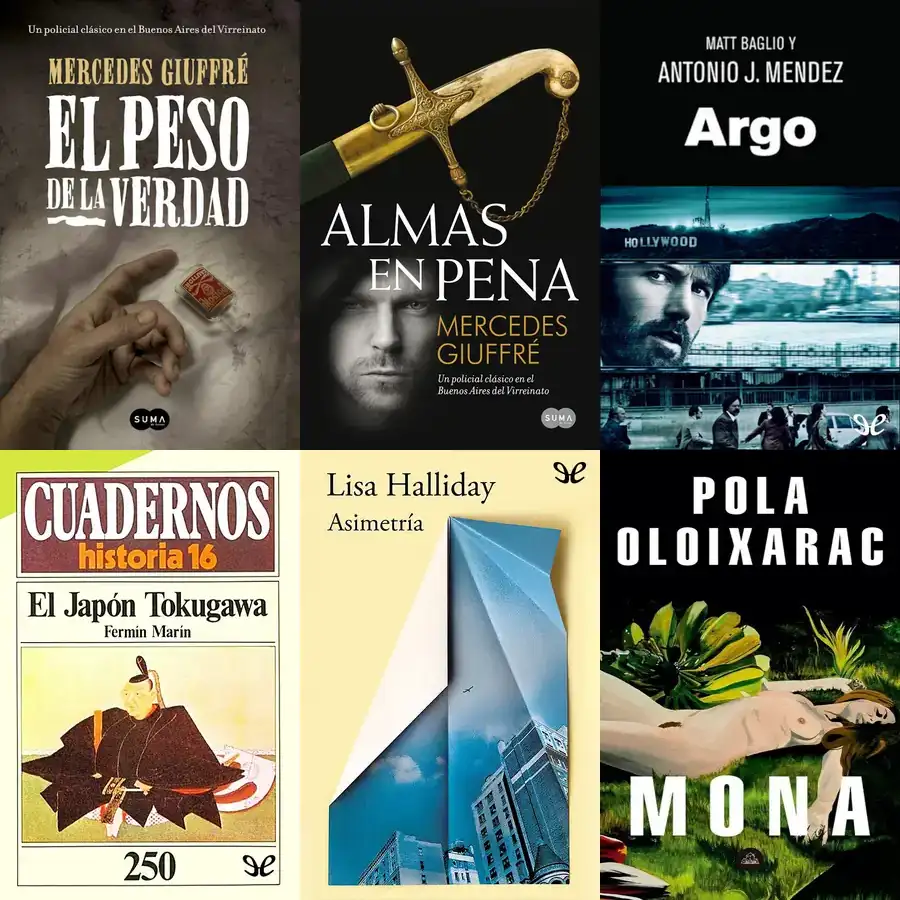 Un policial clásico en el Buenos Aires del Virreinato
MERCEDES GIUFFRÉ
EL PESO
DE LA VERDAD
SUMA
ALMAS
EN PENA
MERCEDES
GIUFFRÉ
Un policial clásico en el
Buenos Aires del Virreinato
SUMA
MATT BAGLIO Y
ANTONIO J. MENDEZ
Argo
HOLLYWOOD
CUADERNOS
historia 16
El Japón Tokugawa
Fermín Marín
250
Lisa Halliday
Asimetría
POLA
OLOIXARAC
MONA